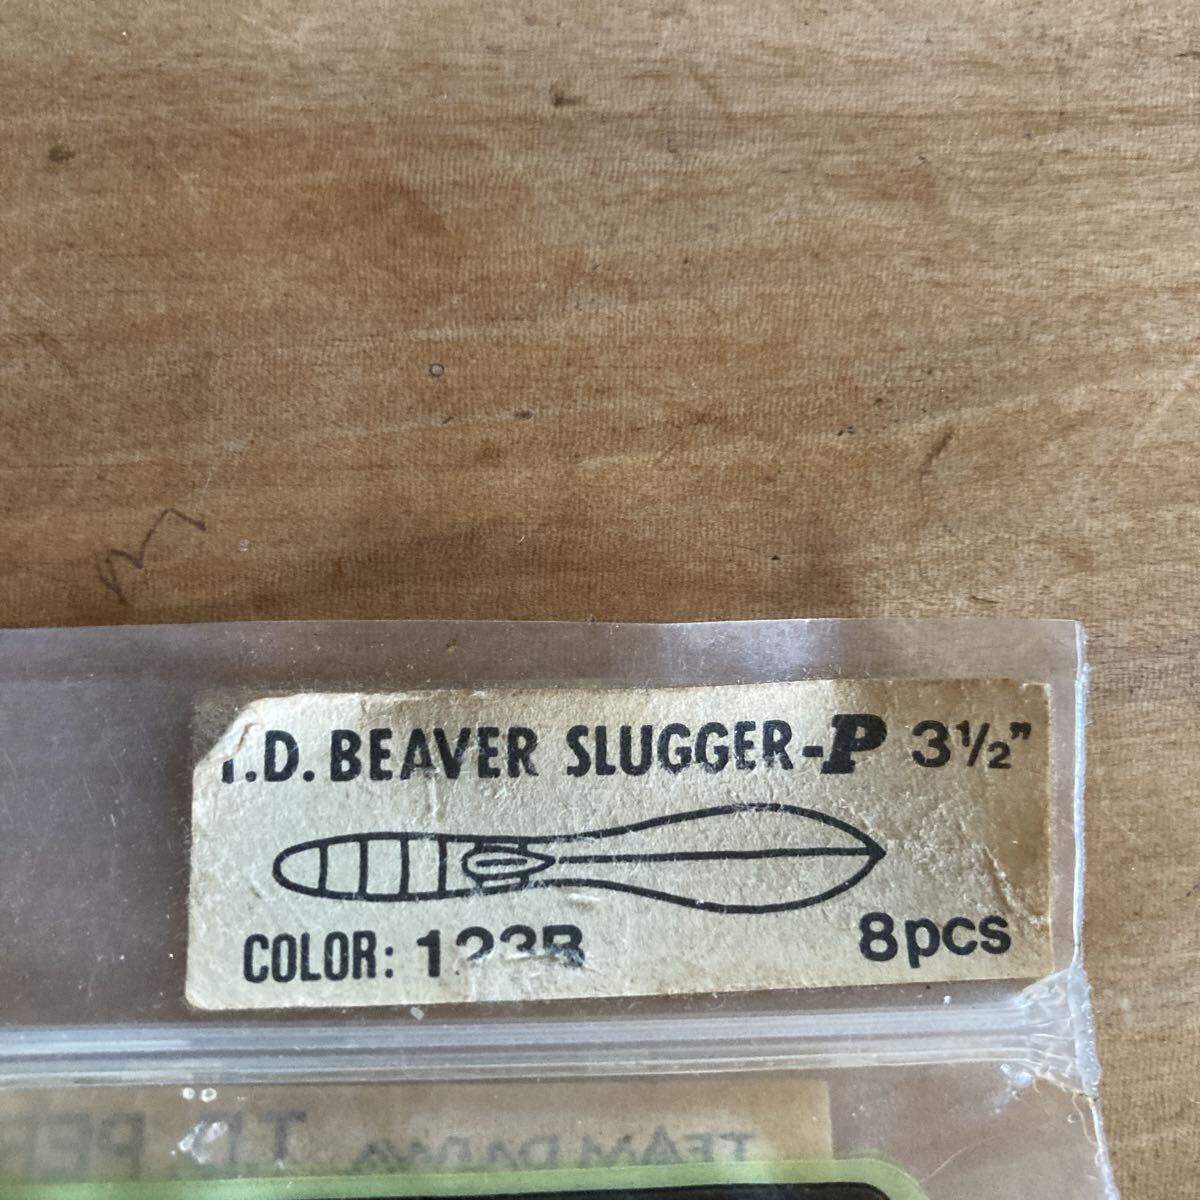 T.D. BEAVER SLUGGER-P 3½"
COLOR: 123B
8pcs
TEAM DAIWA T.D.